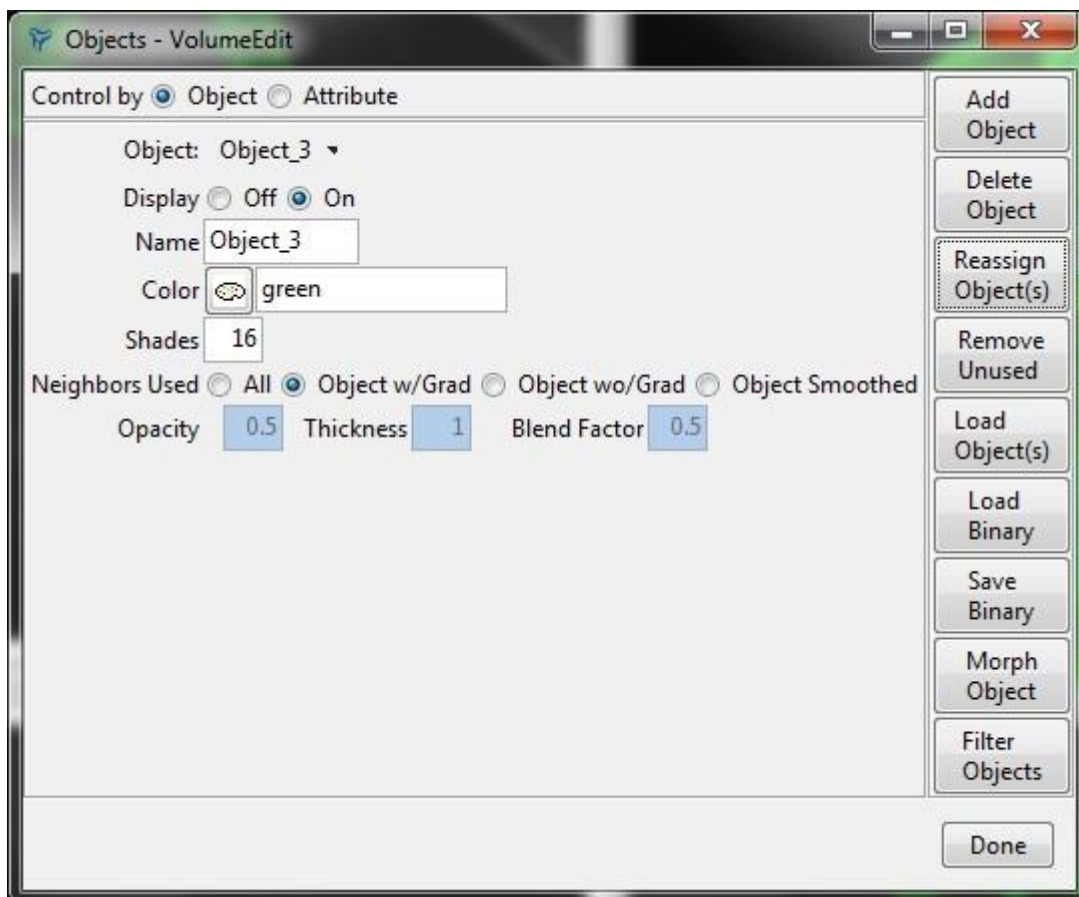 Objects - VolumeEdit
Control by Object Attribute
Object: Object_3
Display Off On
Name Object_3
Color green
Shades 16
Neighbors Used All Object w/Grad Object wo/Grad Object Smoothed
Opacity 0.5 Thickness 1 Blend Factor 0.5
Add
Object
Delete
Object
Reassign
Object(s)
Remove
Unused
Load
Object(s)
Load
Binary
Save
Binary
Morph
Object
Filter
Objects
Done